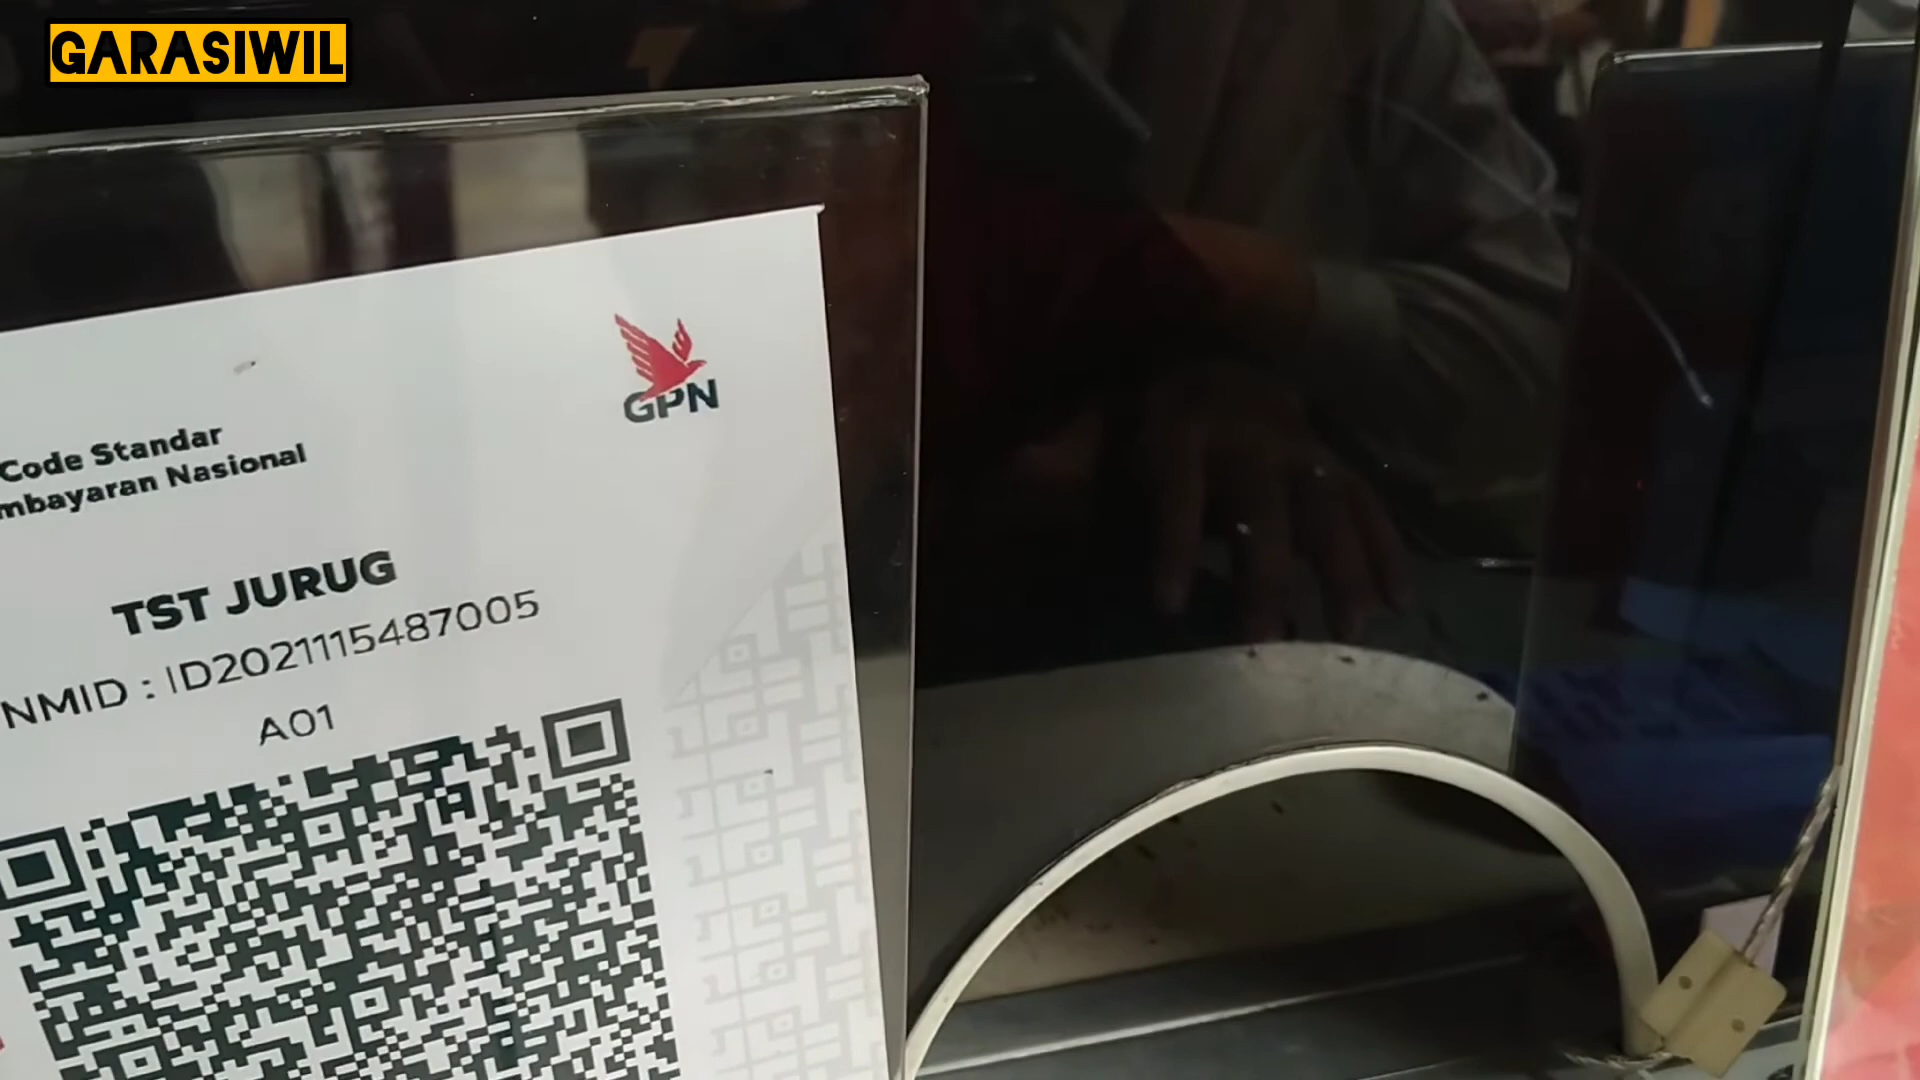 GARASIWIL
GPN
Code Standar
mbayaran Nasional
TST JURUG
NMID : ID2021115487005
A01